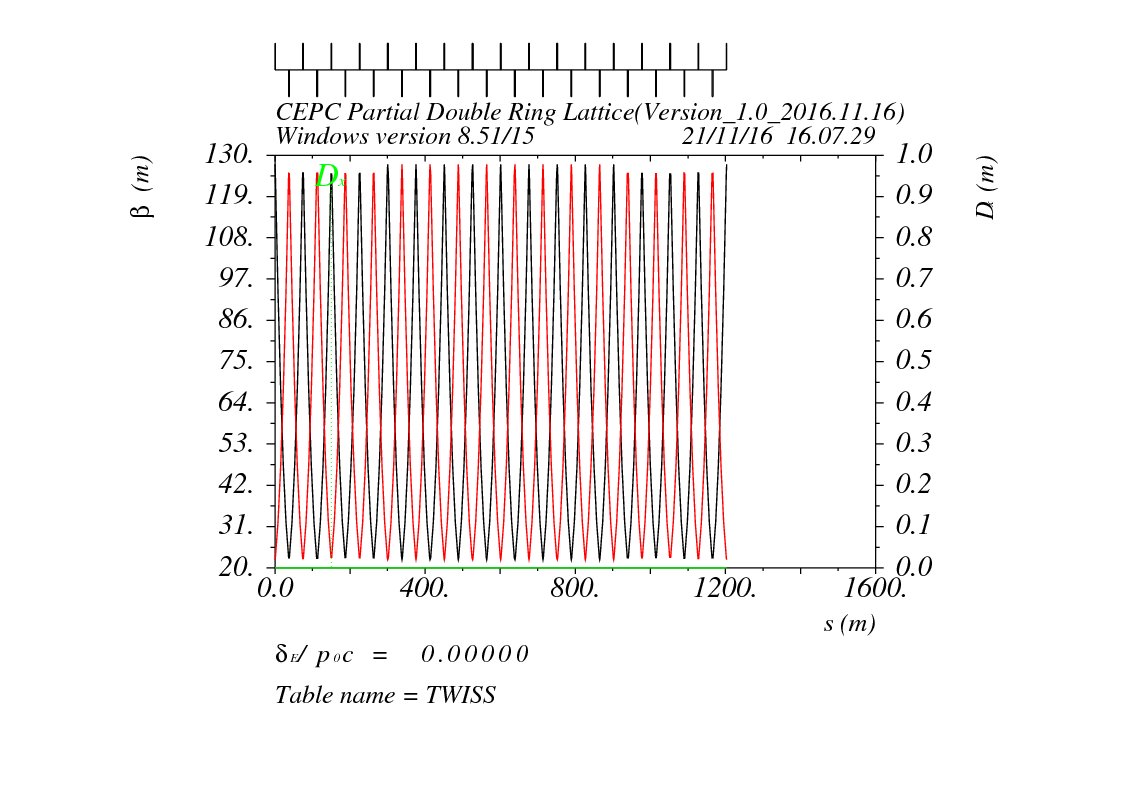 CEPC Partial Double Ring Lattice(Version_1.0_2016.11.16)
Windows version 8.51/15 21/11/16 16.07.29
β (m)
130.
119.
108.
97.
86.
75.
64.
53.
42.
31.
20.
Dx
1.0
0.9
0.8
0.7
0.6
0.5
0.4
0.3
0.2
0.1
0.0
D (m)
0.0 400. 800. 1200. 1600.
s (m)
δE/ p0c = 0.00000
Table name = TWISS